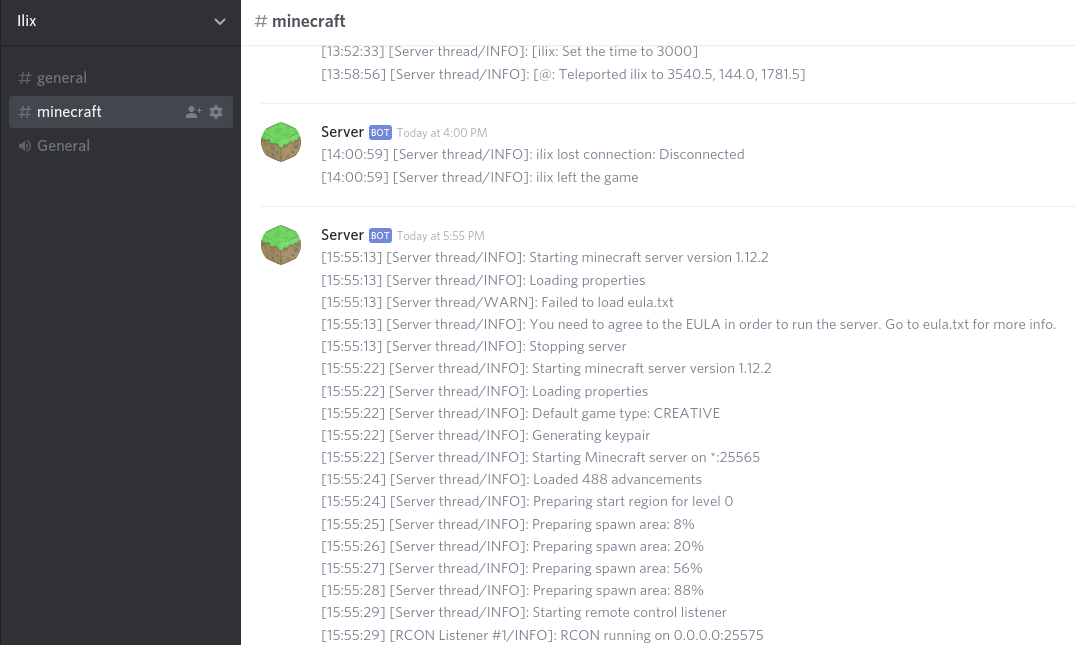 Ilix
# general
# minecraft
General
# minecraft
[13:52:33] [Server thread/INFO]: [ilix: Set the time to 3000]
[13:58:56] [Server thread/INFO]: [@: Teleported ilix to 3540.5, 144.0, 1781.5]
Server BOT Today at 4:00 PM
[14:00:59] [Server thread/INFO]: ilix lost connection: Disconnected
[14:00:59] [Server thread/INFO]: ilix left the game
Server BOT Today at 5:55 PM
[15:55:13] [Server thread/INFO]: Starting minecraft server version 1.12.2
[15:55:13] [Server thread/INFO]: Loading properties
[15:55:13] [Server thread/WARN]: Failed to load eula.txt
[15:55:13] [Server thread/INFO]: You need to agree to the EULA in order to run the server. Go to eula.txt for more info.
[15:55:13] [Server thread/INFO]: Stopping server
[15:55:22] [Server thread/INFO]: Starting minecraft server version 1.12.2
[15:55:22] [Server thread/INFO]: Loading properties
[15:55:22] [Server thread/INFO]: Default game type: CREATIVE
[15:55:22] [Server thread/INFO]: Generating keypair
[15:55:22] [Server thread/INFO]: Starting Minecraft server on *:25565
[15:55:24] [Server thread/INFO]: Loaded 488 advancements
[15:55:24] [Server thread/INFO]: Preparing start region for level 0
[15:55:25] [Server thread/INFO]: Preparing spawn area: 8%
[15:55:26] [Server thread/INFO]: Preparing spawn area: 20%
[15:55:27] [Server thread/INFO]: Preparing spawn area: 56%
[15:55:28] [Server thread/INFO]: Preparing spawn area: 88%
[15:55:29] [Server thread/INFO]: Starting remote control listener
[15:55:29] [RCON Listener #1/INFO]: RCON running on 0.0.0.0:25575